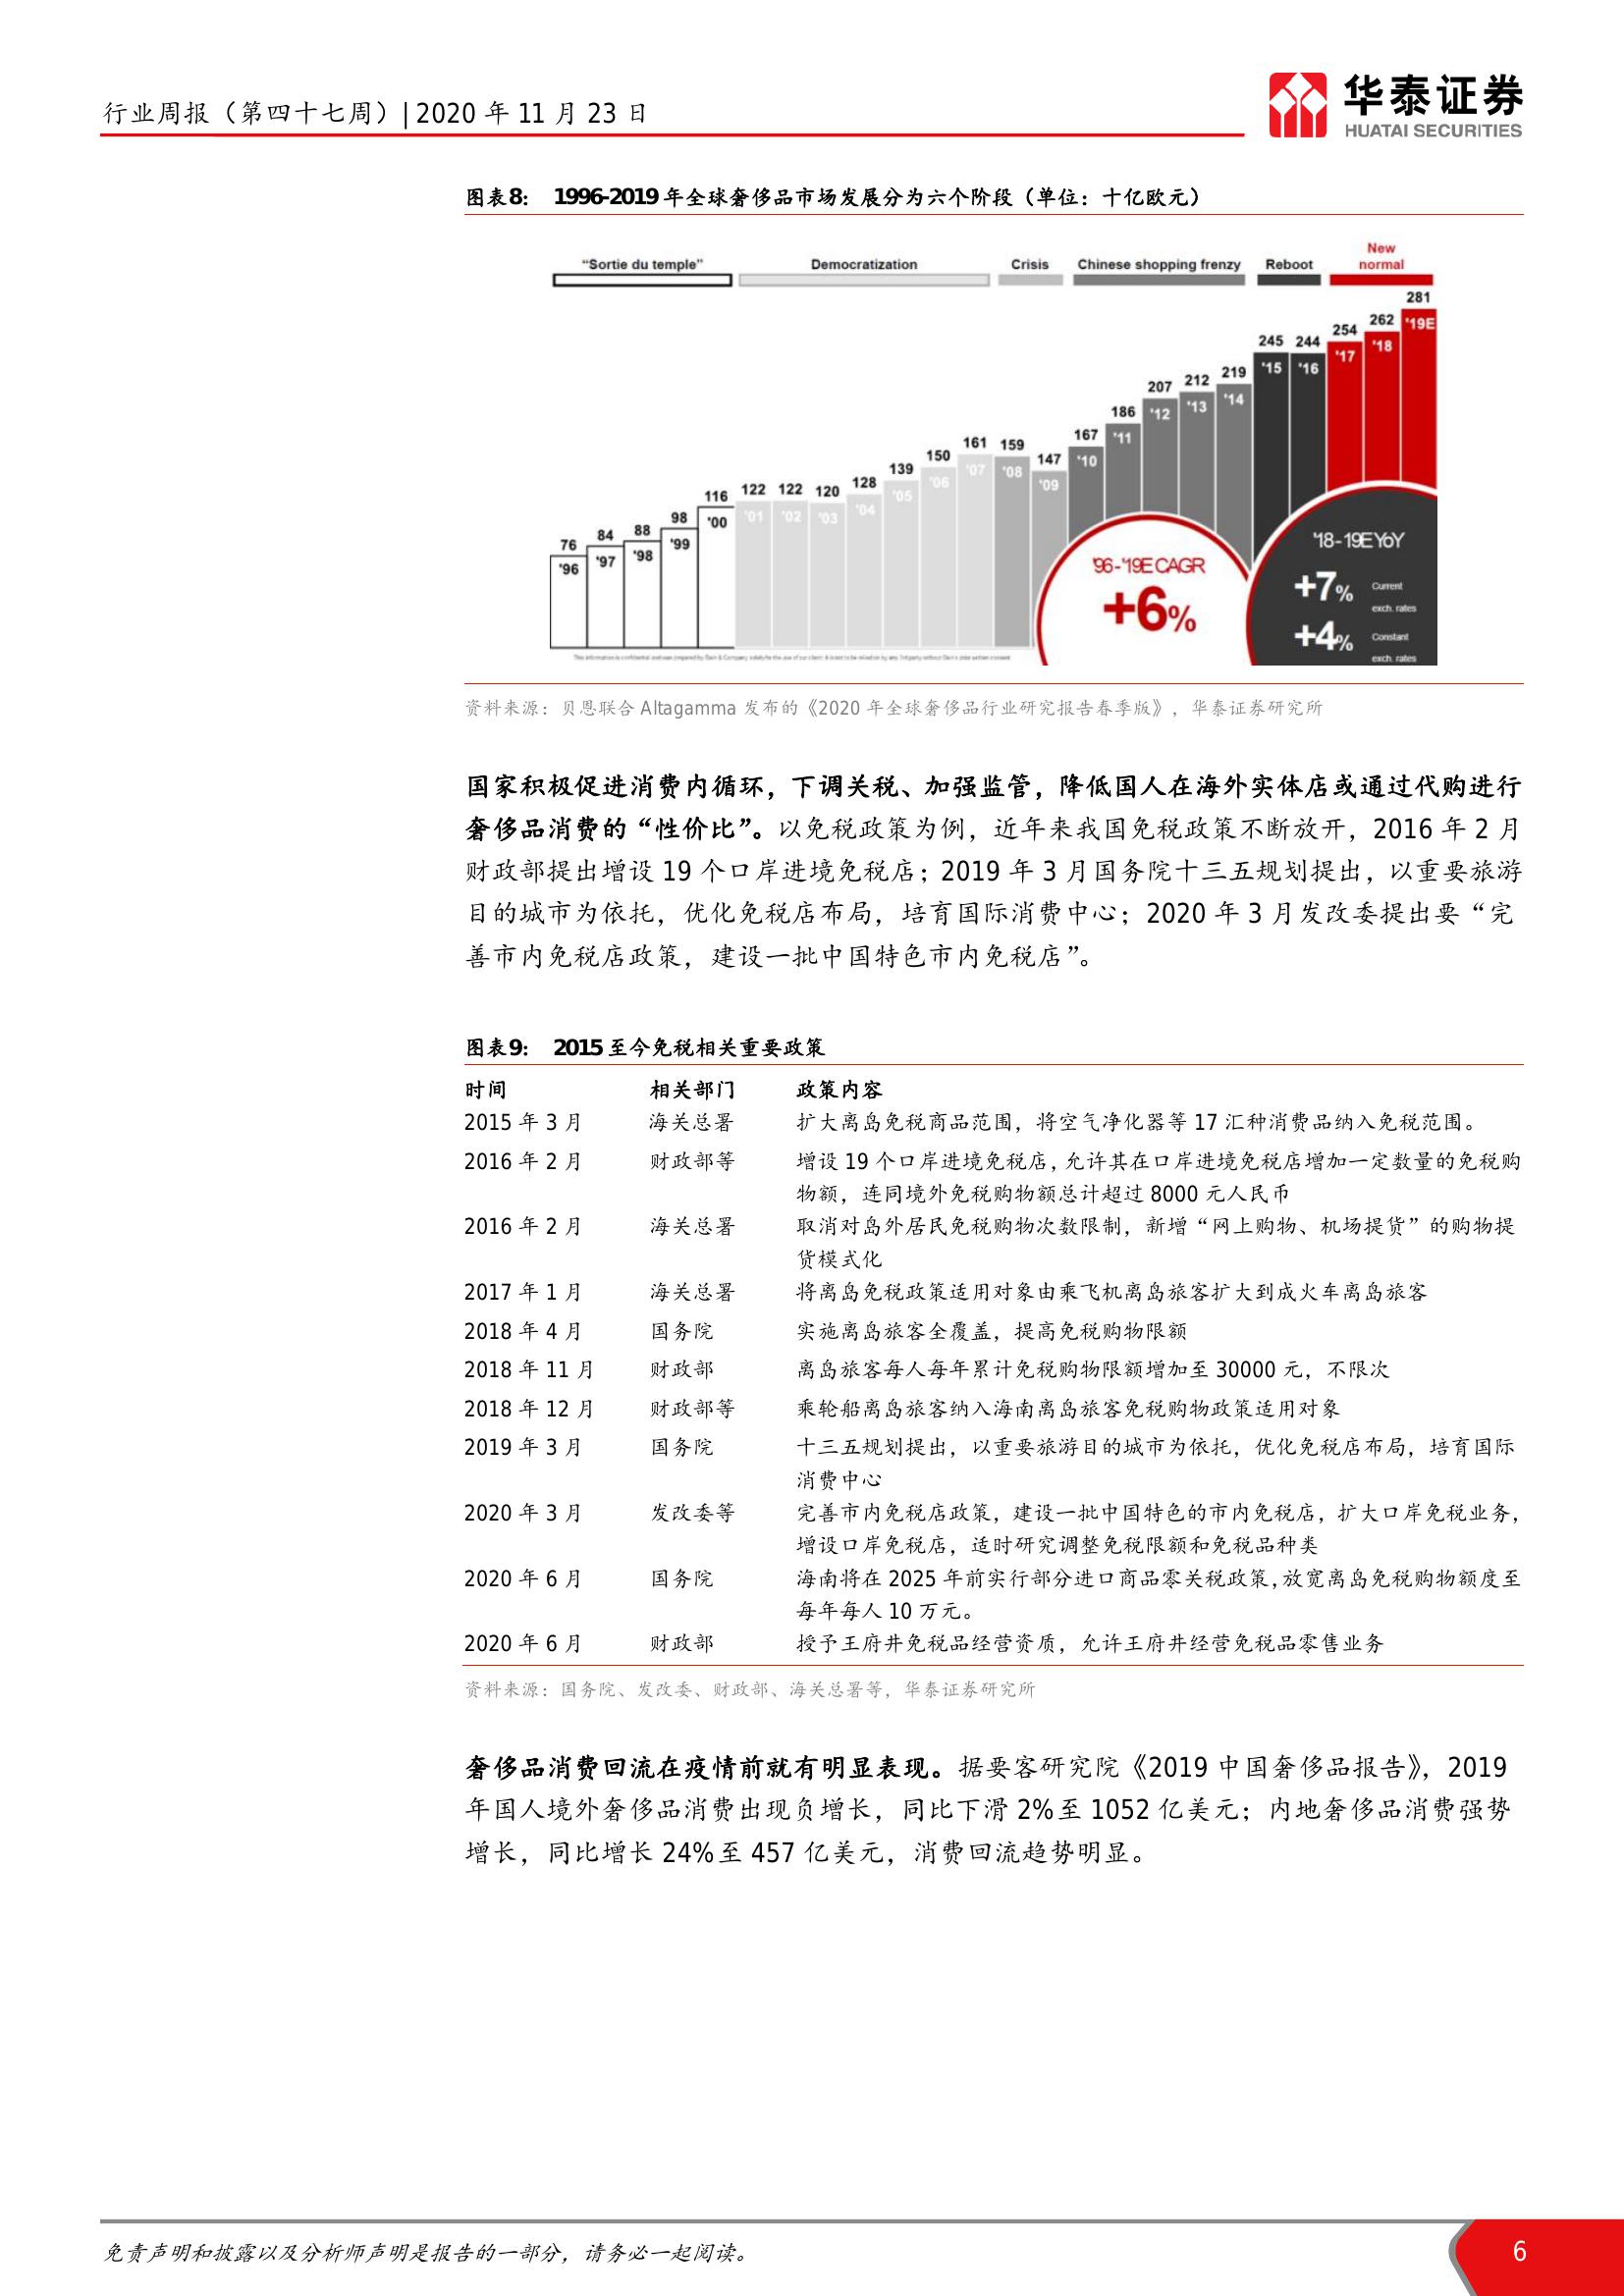 行业周报（第四十七周）| 2020 年 11 月 23 日
华泰证券
HUATAI SECURITIES
图表8： 1996-2019 年全球奢侈品市场发展分为六个阶段（单位：十亿欧元）
“Sortie du temple” Democratization Crisis Chinese shopping frenzy Reboot New normal
76 84 88 98 116 122 122 120 128 139 150 161 159 147 167 186 207 212 219 245 244 254 262 281
'96 '97 '98 '99 '00 '01 '02 '03 '04 '05 '06 '07 '08 '09 '10 '11 '12 '13 '14 '15 '16 '17 '18 '19E
'96-'19E CAGR
+6%
'18-19E YoY
+7% Current exch. rates
+4% Constant exch. rates
资料来源：贝恩联合 Altagamma 发布的《2020 年全球奢侈品行业研究报告春季版》，华泰证券研究所
国家积极促进消费内循环，下调关税、加强监管，降低国人在海外实体店或通过代购进行
奢侈品消费的“性价比”。以免税政策为例，近年来我国免税政策不断放开，2016 年 2 月
财政部提出增设 19 个口岸进境免税店；2019 年 3 月国务院十三五规划提出，以重要旅游
目的城市为依托，优化免税店布局，培育国际消费中心；2020 年 3 月发改委提出要“完
善市内免税店政策，建设一批中国特色市内免税店”。
图表9： 2015 至今免税相关重要政策
时间 相关部门 政策内容
2015 年 3 月 海关总署 扩大离岛免税商品范围，将空气净化器等 17 汇种消费品纳入免税范围。
2016 年 2 月 财政部等 增设 19 个口岸进境免税店，允许其在口岸进境免税店增加一定数量的免税购
物额，连同境外免税购物额总计超过 8000 元人民币
2016 年 2 月 海关总署 取消对岛外居民免税购物次数限制，新增“网上购物、机场提货”的购物提
货模式化
2017 年 1 月 海关总署 将离岛免税政策适用对象由乘飞机离岛旅客扩大到成火车离岛旅客
2018 年 4 月 国务院 实施离岛旅客全覆盖，提高免税购物限额
2018 年 11 月 财政部 离岛旅客每人每年累计免税购物限额增加至 30000 元，不限次
2018 年 12 月 财政部等 乘轮船离岛旅客纳入海南离岛旅客免税购物政策适用对象
2019 年 3 月 国务院 十三五规划提出，以重要旅游目的城市为依托，优化免税店布局，培育国际
消费中心
2020 年 3 月 发改委等 完善市内免税店政策，建设一批中国特色的市内免税店，扩大口岸免税业务，
增设口岸免税店，适时研究调整免税限额和免税品种类
2020 年 6 月 国务院 海南将在 2025 年前实行部分进口商品零关税政策，放宽离岛免税购物额度至
每年每人 10 万元。
2020 年 6 月 财政部 授予王府井免税品经营资质，允许王府井经营免税品零售业务
资料来源：国务院、发改委、财政部、海关总署等，华泰证券研究所
奢侈品消费回流在疫情前就有明显表现。据要客研究院《2019 中国奢侈品报告》，2019
年国人境外奢侈品消费出现负增长，同比下滑 2%至 1052 亿美元；内地奢侈品消费强势
增长，同比增长 24%至 457 亿美元，消费回流趋势明显。
免责声明和披露以及分析师声明是报告的一部分，请务必一起阅读。
6